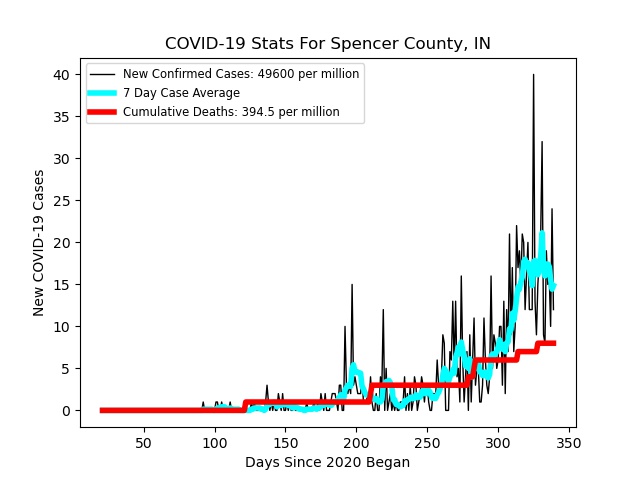 COVID-19 Stats For Spencer County, IN
New Confirmed Cases: 49600 per million
7 Day Case Average
Cumulative Deaths: 394.5 per million
New COVID-19 Cases
40
35
30
25
20
15
10
5
0
50 100 150 200 250 300 350
Days Since 2020 Began